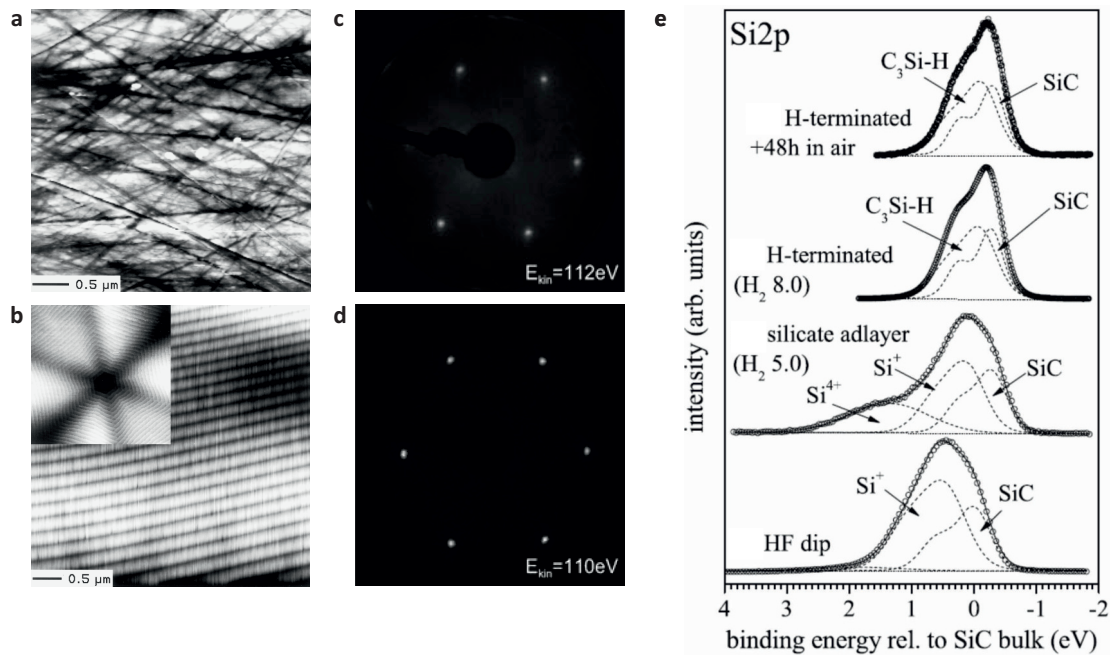 a
0.5 µm
b
0.5 µm
c
E_kin=112eV
d
E_kin=110eV
e
Si2p
C₃Si-H
SiC
H-terminated
+48h in air
C₃Si-H
SiC
H-terminated
(H₂ 8.0)
silicate adlayer
(H₂ 5.0)
Si⁺
SiC
Si⁴⁺
Si⁺
SiC
HF dip
intensity (arb. units)
4 3 2 1 0 -1 -2
binding energy rel. to SiC bulk (eV)